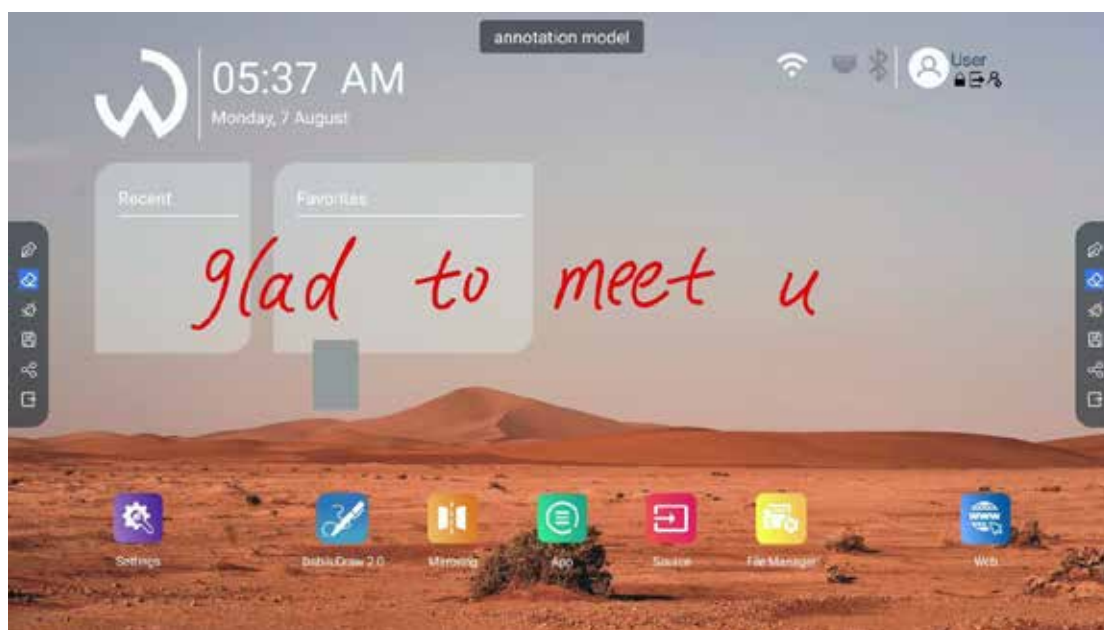 annotation model
05:37 AM
Monday, 7 August
User
Recent
Favorites
glad to meet u
Settings
Mirroring
App
Source
File Manager
WWW
Web